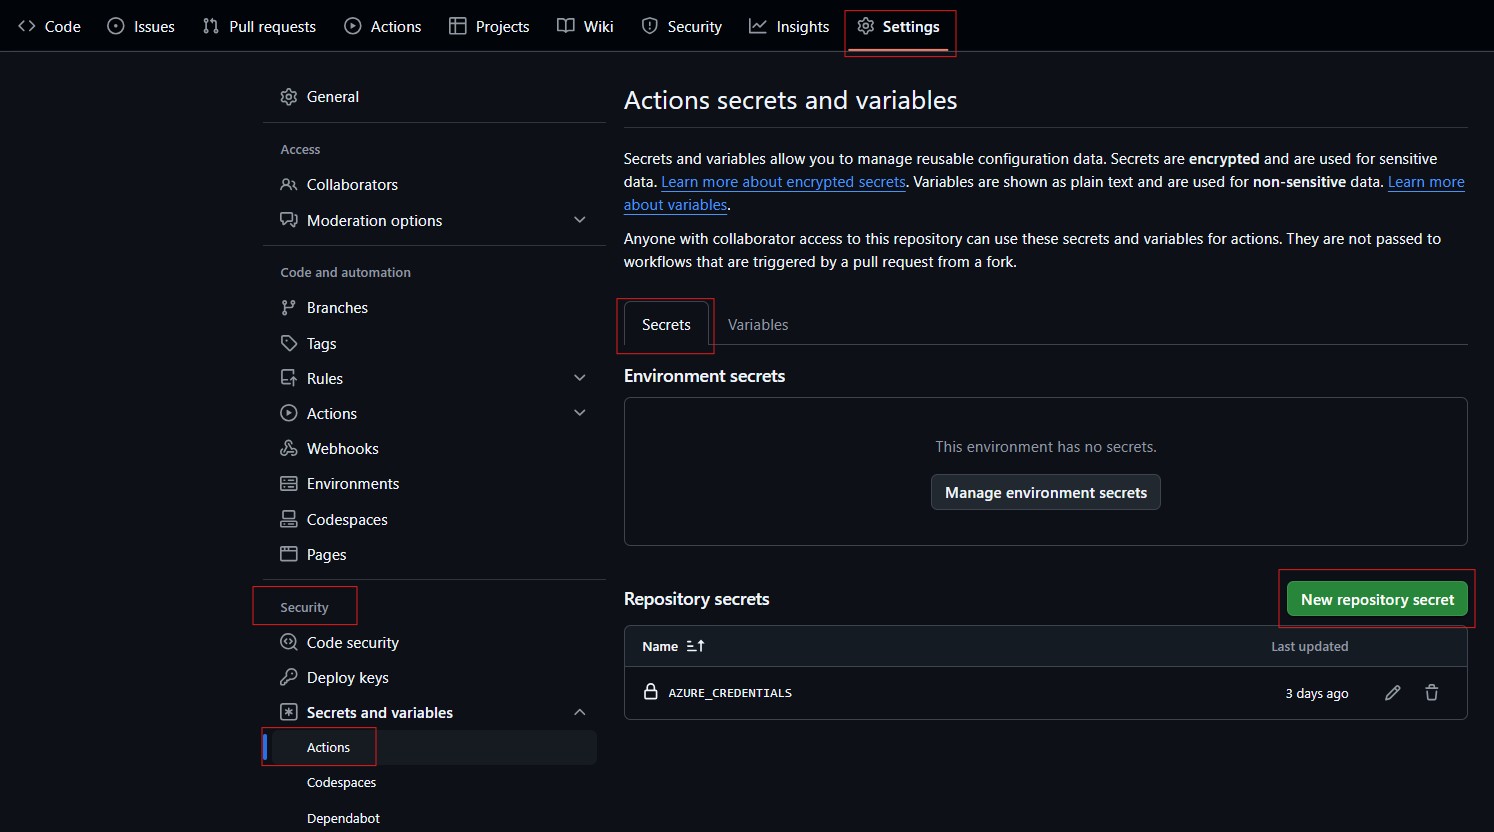 Code Issues Pull requests Actions Projects Wiki Security Insights Settings
General
Access
Collaborators
Moderation options
Code and automation
Branches
Tags
Rules
Actions
Webhooks
Environments
Codespaces
Pages
Security
Code security
Deploy keys
Secrets and variables
Actions
Codespaces
Dependabot
Actions secrets and variables
Secrets and variables allow you to manage reusable configuration data. Secrets are encrypted and are used for sensitive
data. Learn more about encrypted secrets. Variables are shown as plain text and are used for non-sensitive data. Learn more
about variables.
Anyone with collaborator access to this repository can use these secrets and variables for actions. They are not passed to
workflows that are triggered by a pull request from a fork.
Secrets Variables
Environment secrets
This environment has no secrets.
Manage environment secrets
Repository secrets New repository secret
Name Last updated
AZURE_CREDENTIALS 3 days ago